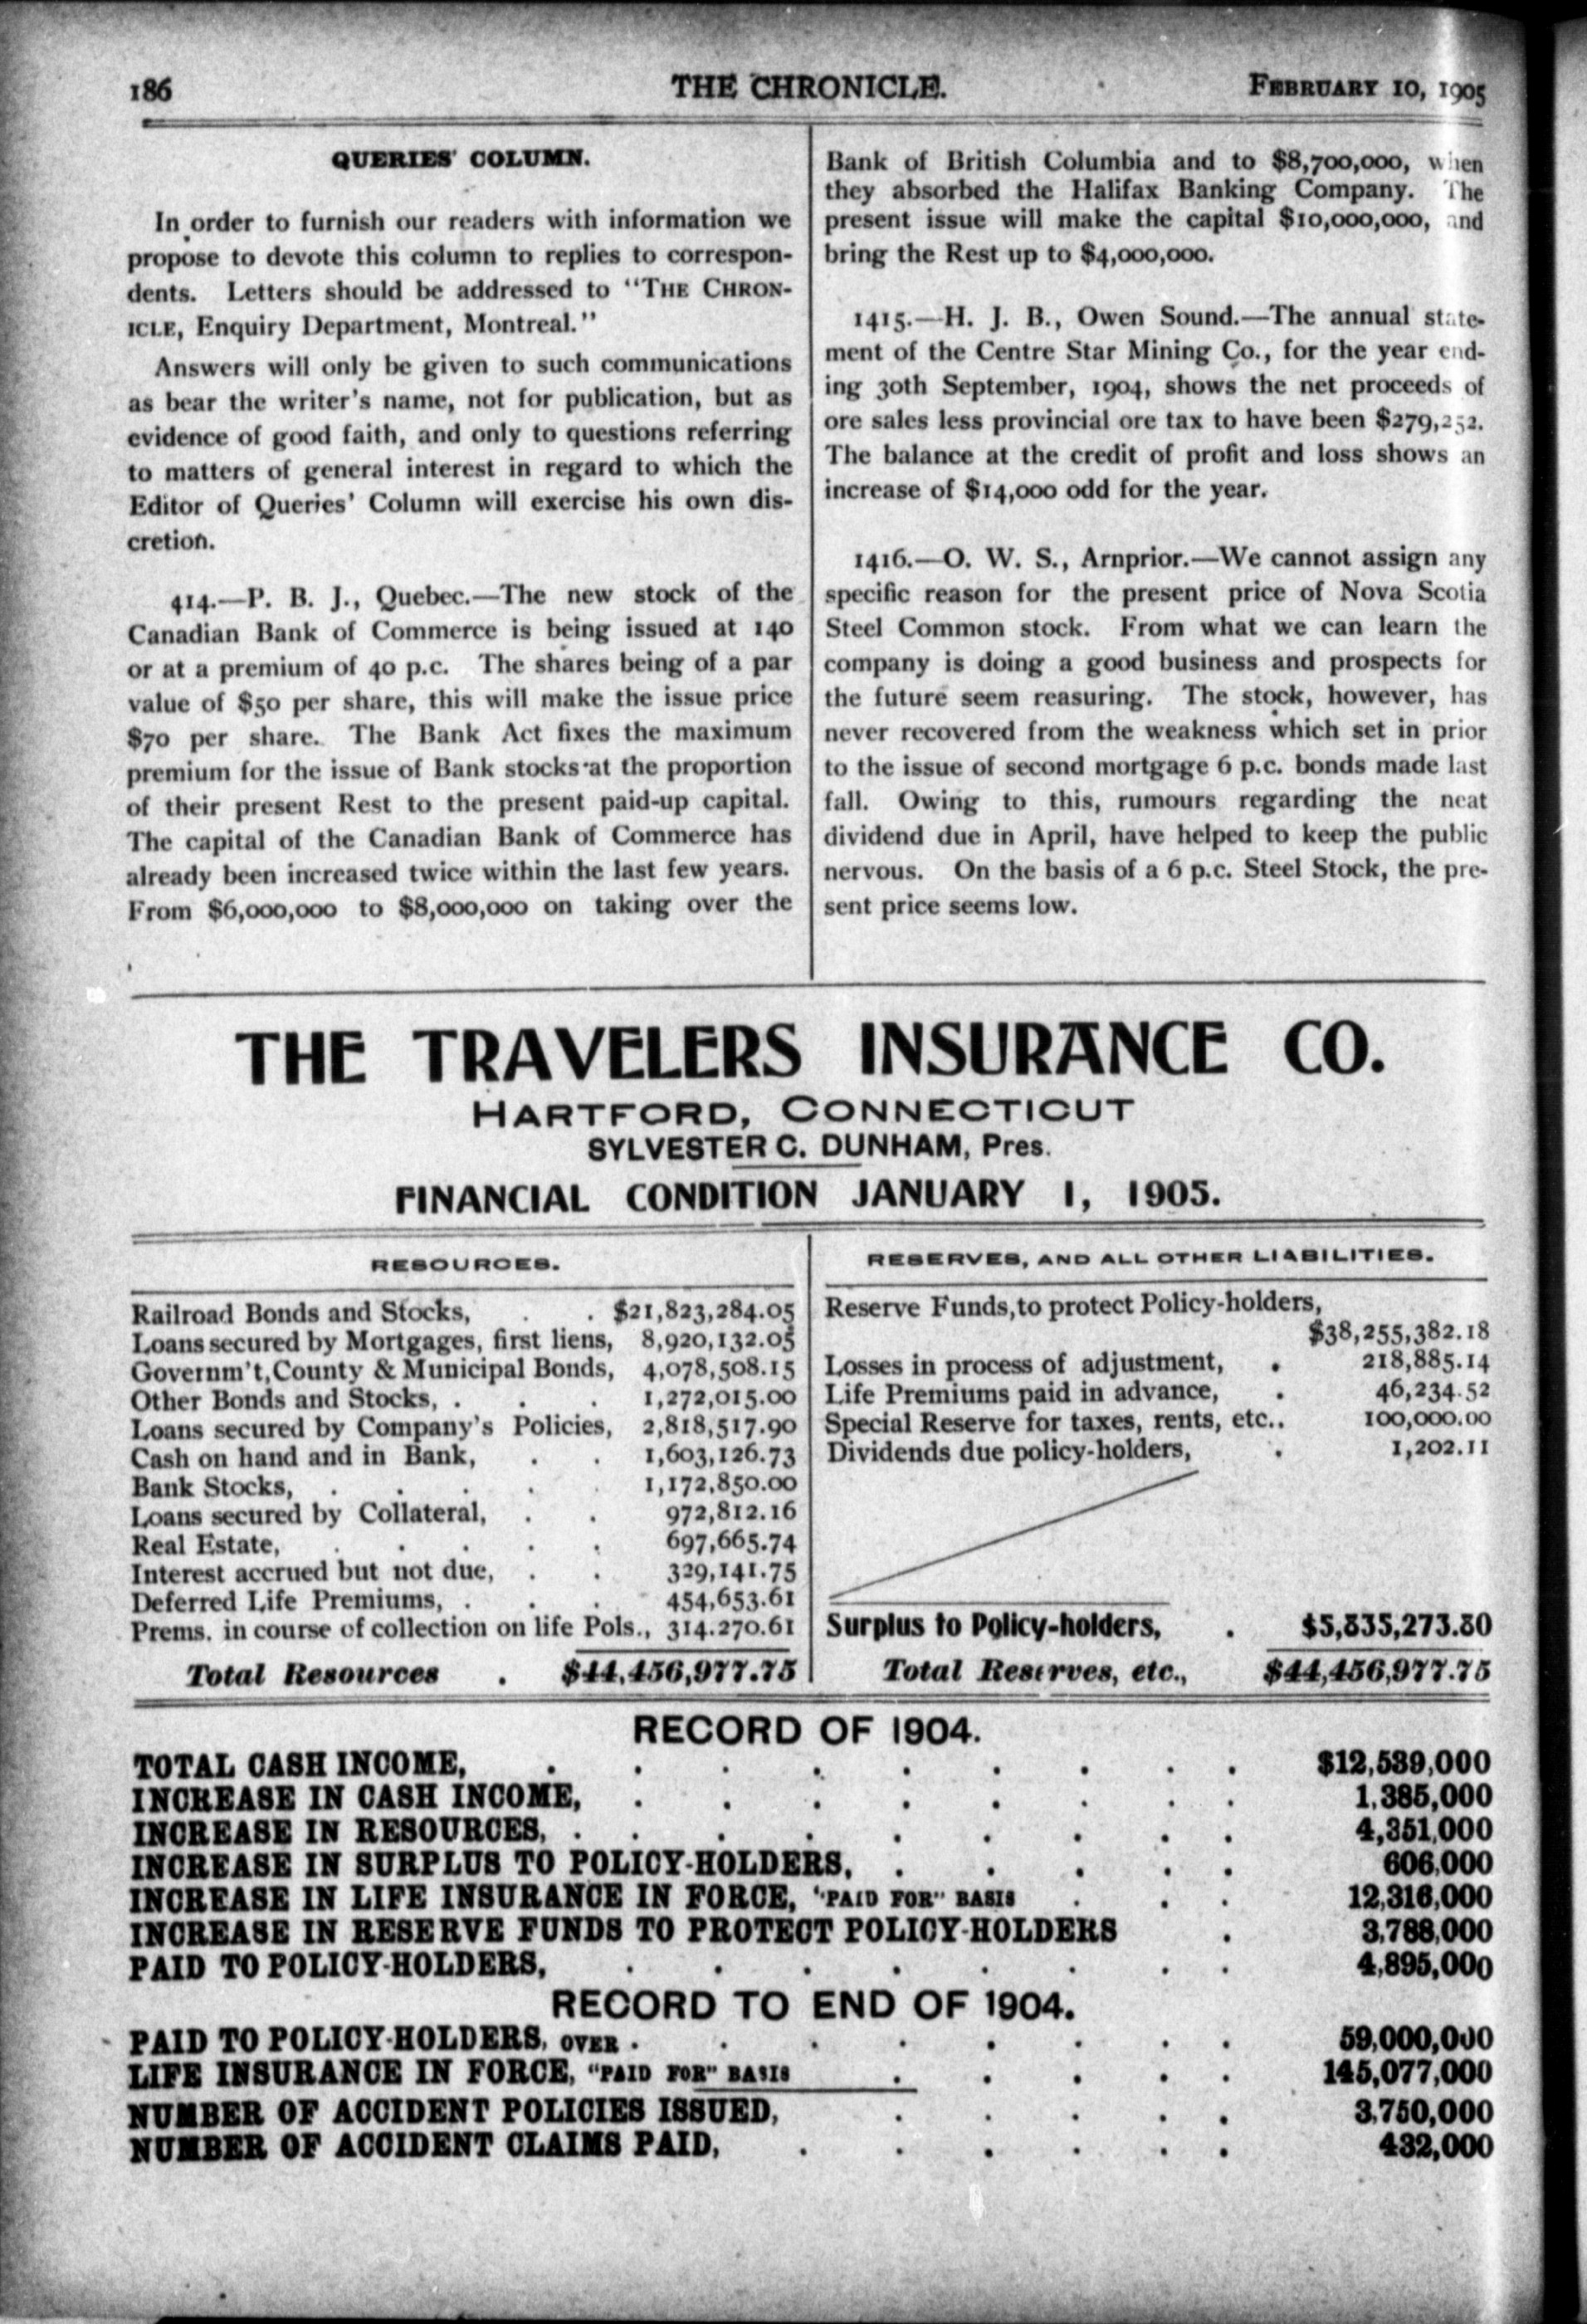 186
THE CHRONICLE.
FEBRUARY 10, 1905
QUERIES' COLUMN.
In order to furnish our readers with information we
propose to devote this column to replies to correspon-
dents. Letters should be addressed to "THE CHRON-
ICLE, Enquiry Department, Montreal."
Answers will only be given to such communications
as bear the writer's name, not for publication, but as
evidence of good faith, and only to questions referring
to matters of general interest in regard to which the
Editor of Queries' Column will exercise his own dis-
cretion.
414.—P. B. J., Quebec.—The new stock of the
Canadian Bank of Commerce is being issued at 140
or at a premium of 40 p.c. The shares being of a par
value of $50 per share, this will make the issue price
$70 per share. The Bank Act fixes the maximum
premium for the issue of Bank stocks at the proportion
of their present Rest to the present paid-up capital.
The capital of the Canadian Bank of Commerce has
already been increased twice within the last few years.
From $6,000,000 to $8,000,000 on taking over the
Bank of British Columbia and to $8,700,000, when
they absorbed the Halifax Banking Company. The
present issue will make the capital $10,000,000, and
bring the Rest up to $4,000,000.
1415.—H. J. B., Owen Sound.—The annual state-
ment of the Centre Star Mining Co., for the year end-
ing 30th September, 1904, shows the net proceeds of
ore sales less provincial ore tax to have been $279,252.
The balance at the credit of profit and loss shows an
increase of $14,000 odd for the year.
1416.—O. W. S., Arnprior.—We cannot assign any
specific reason for the present price of Nova Scotia
Steel Common stock. From what we can learn the
company is doing a good business and prospects for
the future seem reasuring. The stock, however, has
never recovered from the weakness which set in prior
to the issue of second mortgage 6 p.c. bonds made last
fall. Owing to this, rumours regarding the neat
dividend due in April, have helped to keep the public
nervous. On the basis of a 6 p.c. Steel Stock, the pre-
sent price seems low.
THE TRAVELERS INSURANCE CO.
HARTFORD, CONNECTICUT
SYLVESTER C. DUNHAM, Pres.
FINANCIAL CONDITION JANUARY 1, 1905.
RESOURCES.
Railroad Bonds and Stocks, . . $21,823,284.05
Loans secured by Mortgages, first liens, 8,920,132.05
Governm't, County & Municipal Bonds, 4,078,508.15
Other Bonds and Stocks, . . . 1,272,015.00
Loans secured by Company's Policies, 2,818,517.90
Cash on hand and in Bank, . . 1,603,126.73
Bank Stocks, . . . . . 1,172,850.00
Loans secured by Collateral, . . 972,812.16
Real Estate, . . . . . 697,665.74
Interest accrued but not due, . . 329,141.75
Deferred Life Premiums, . . . 454,653.61
Prems. in course of collection on life Pols., 314.270.61
Total Resources . $44,456,977.75
RESERVES, AND ALL OTHER LIABILITIES.
Reserve Funds, to protect Policy-holders,
$38,255,382.18
Losses in process of adjustment, . 218,885.14
Life Premiums paid in advance, . 46,234.52
Special Reserve for taxes, rents, etc.. 100,000.00
Dividends due policy-holders, . 1,202.11
Surplus to Policy-holders, . $5,835,273.80
Total Reserves, etc., $44,456,977.75
RECORD OF 1904.
TOTAL CASH INCOME, . . . . . . . . . $12,589,000
INCREASE IN CASH INCOME, . . . . . . . . 1,385,000
INCREASE IN RESOURCES, . . . . . . . . . 4,351,000
INCREASE IN SURPLUS TO POLICY-HOLDERS, . . . . . 606,000
INCREASE IN LIFE INSURANCE IN FORCE, "PAID FOR" BASIS . . . 12,316,000
INCREASE IN RESERVE FUNDS TO PROTECT POLICY-HOLDERS . 3,788,000
PAID TO POLICY-HOLDERS, . . . . . . . . 4,895,000
RECORD TO END OF 1904.
PAID TO POLICY-HOLDERS, OVER . . . . . . . . 59,000,000
LIFE INSURANCE IN FORCE, "PAID FOR" BASIS . . . . . 145,077,000
NUMBER OF ACCIDENT POLICIES ISSUED, . . . . . 3,750,000
NUMBER OF ACCIDENT CLAIMS PAID, . . . . . . 432,000